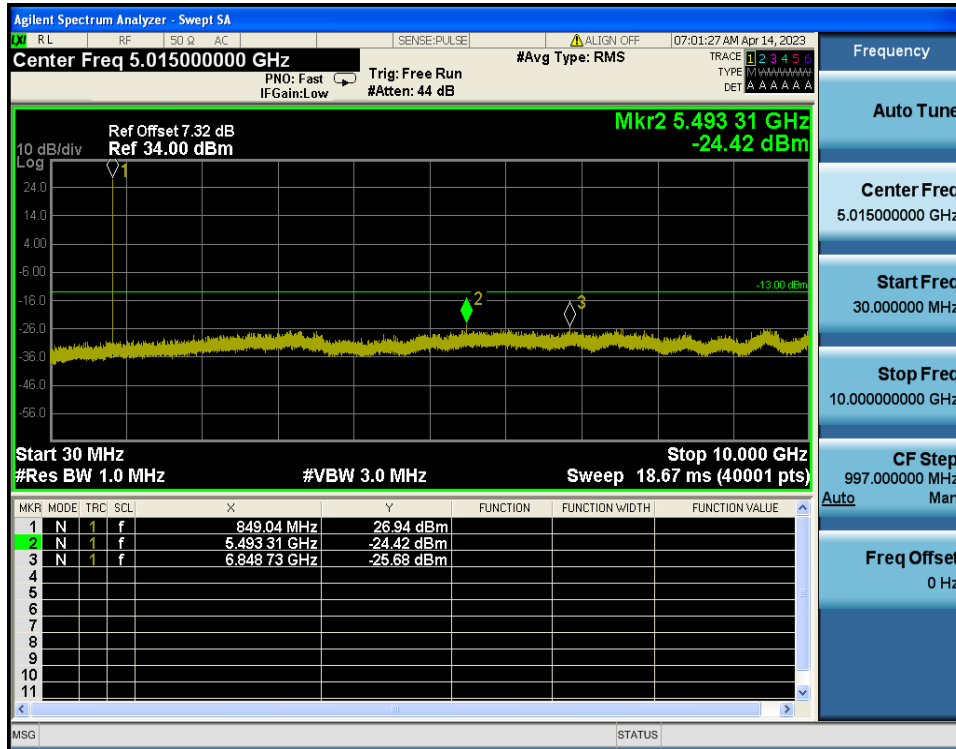 Agilent Spectrum Analyzer - Swept SA
LXI RL RF 50 Ω AC SENSE:PULSE ALIGN OFF 07:01:27 AM Apr 14, 2023
Center Freq 5.015000000 GHz
PNO: Fast
IFGain:Low
Trig: Free Run
#Atten: 44 dB
#Avg Type: RMS
TRACE 1 2 3 4 5 6
TYPE M WWWWW
DET A A A A A A
Mkr2 5.493 31 GHz
-24.42 dBm
Ref Offset 7.32 dB
10 dB/div Ref 34.00 dBm
Log
1
24.0
14.0
4.00
-6.00
-13.00 dBm
-16.0
2
3
-26.0
-36.0
-46.0
-56.0
Start 30 MHz Stop 10.000 GHz
#Res BW 1.0 MHz #VBW 3.0 MHz Sweep 18.67 ms (40001 pts)
MKR MODE TRC SCL X Y FUNCTION FUNCTION WIDTH FUNCTION VALUE
1 N 1 f 849.04 MHz 26.94 dBm
2 N 1 f 5.493 31 GHz -24.42 dBm
3 N 1 f 6.848 73 GHz -25.68 dBm
4
5
6
7
8
9
10
11
MSG STATUS
Frequency
Auto Tune
Center Freq
5.015000000 GHz
Start Freq
30.000000 MHz
Stop Freq
10.000000000 GHz
CF Step
997.000000 MHz
Auto Man
Freq Offset
0 Hz